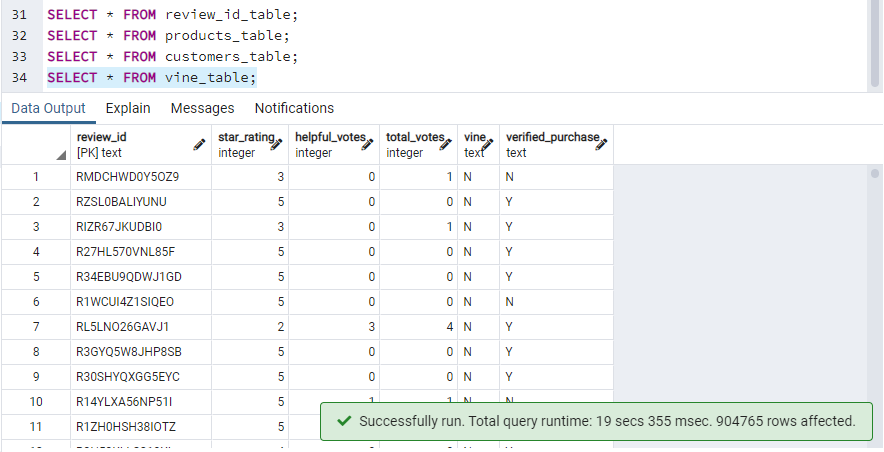 31 SELECT * FROM review_id_table;
32 SELECT * FROM products_table;
33 SELECT * FROM customers_table;
34 SELECT * FROM vine_table;
Data Output Explain Messages Notifications
review_id star_rating helpful_votes total_votes vine verified_purchase
[PK] text integer integer integer text text
1 RMDCHWD0Y5OZ9 3 0 1 N N
2 RZSL0BALIYUNU 5 0 0 N Y
3 RIZR67JKUDBI0 3 0 1 N Y
4 R27HL570VNL85F 5 0 0 N Y
5 R34EBU9QDWJ1GD 5 0 0 N Y
6 R1WCUI4Z1SIQEO 5 0 0 N N
7 RL5LNO26GAVJ1 2 3 4 N Y
8 R3GYQ5W8JHP8SB 5 0 0 N Y
9 R30SHYQXGG5EYC 5 0 0 N Y
10 R14YLXA56NP51I 5 1 1 N N
11 R1ZH0HSH38IOTZ 5
Successfully run. Total query runtime: 19 secs 355 msec. 904765 rows affected.